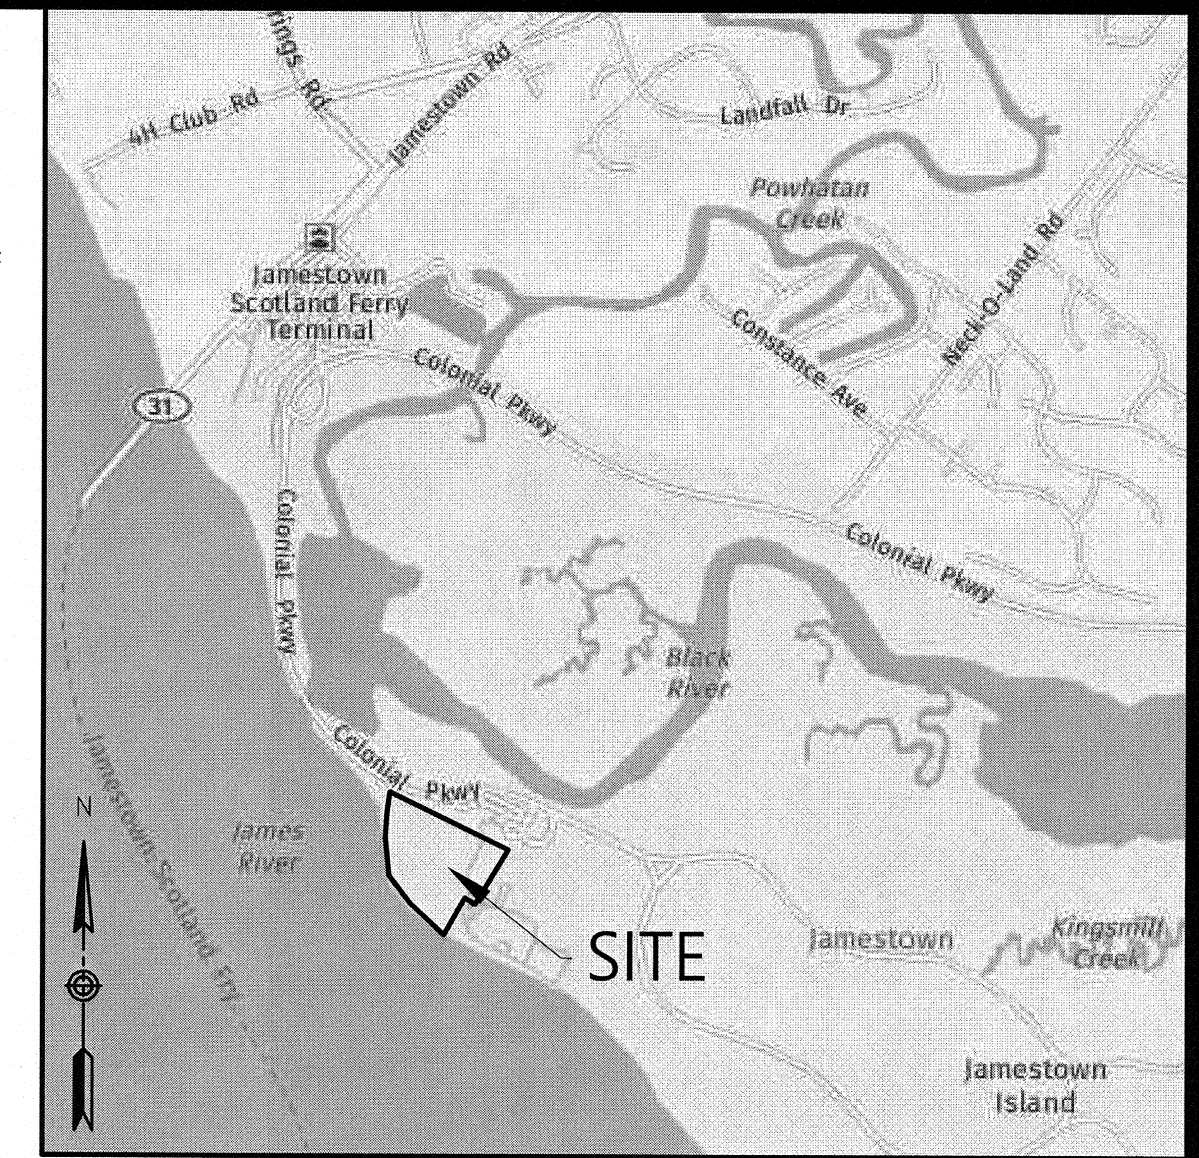 rings Rd
Jamestown Rd
4H Club Rd
Landfall Dr
Powhatan
Creek
Neck-O-Land Rd
Jamestown
Scotland Ferry
Terminal
Constance Ave
Colonial Pkwy
31
Colonial Pkwy
Colonial Pkwy
Black
River
Colonial Pkwy
Jamestown-Scotland Fri
N
James
River
SITE
Jamestown
Kingsmill
Creek
Jamestown
Island